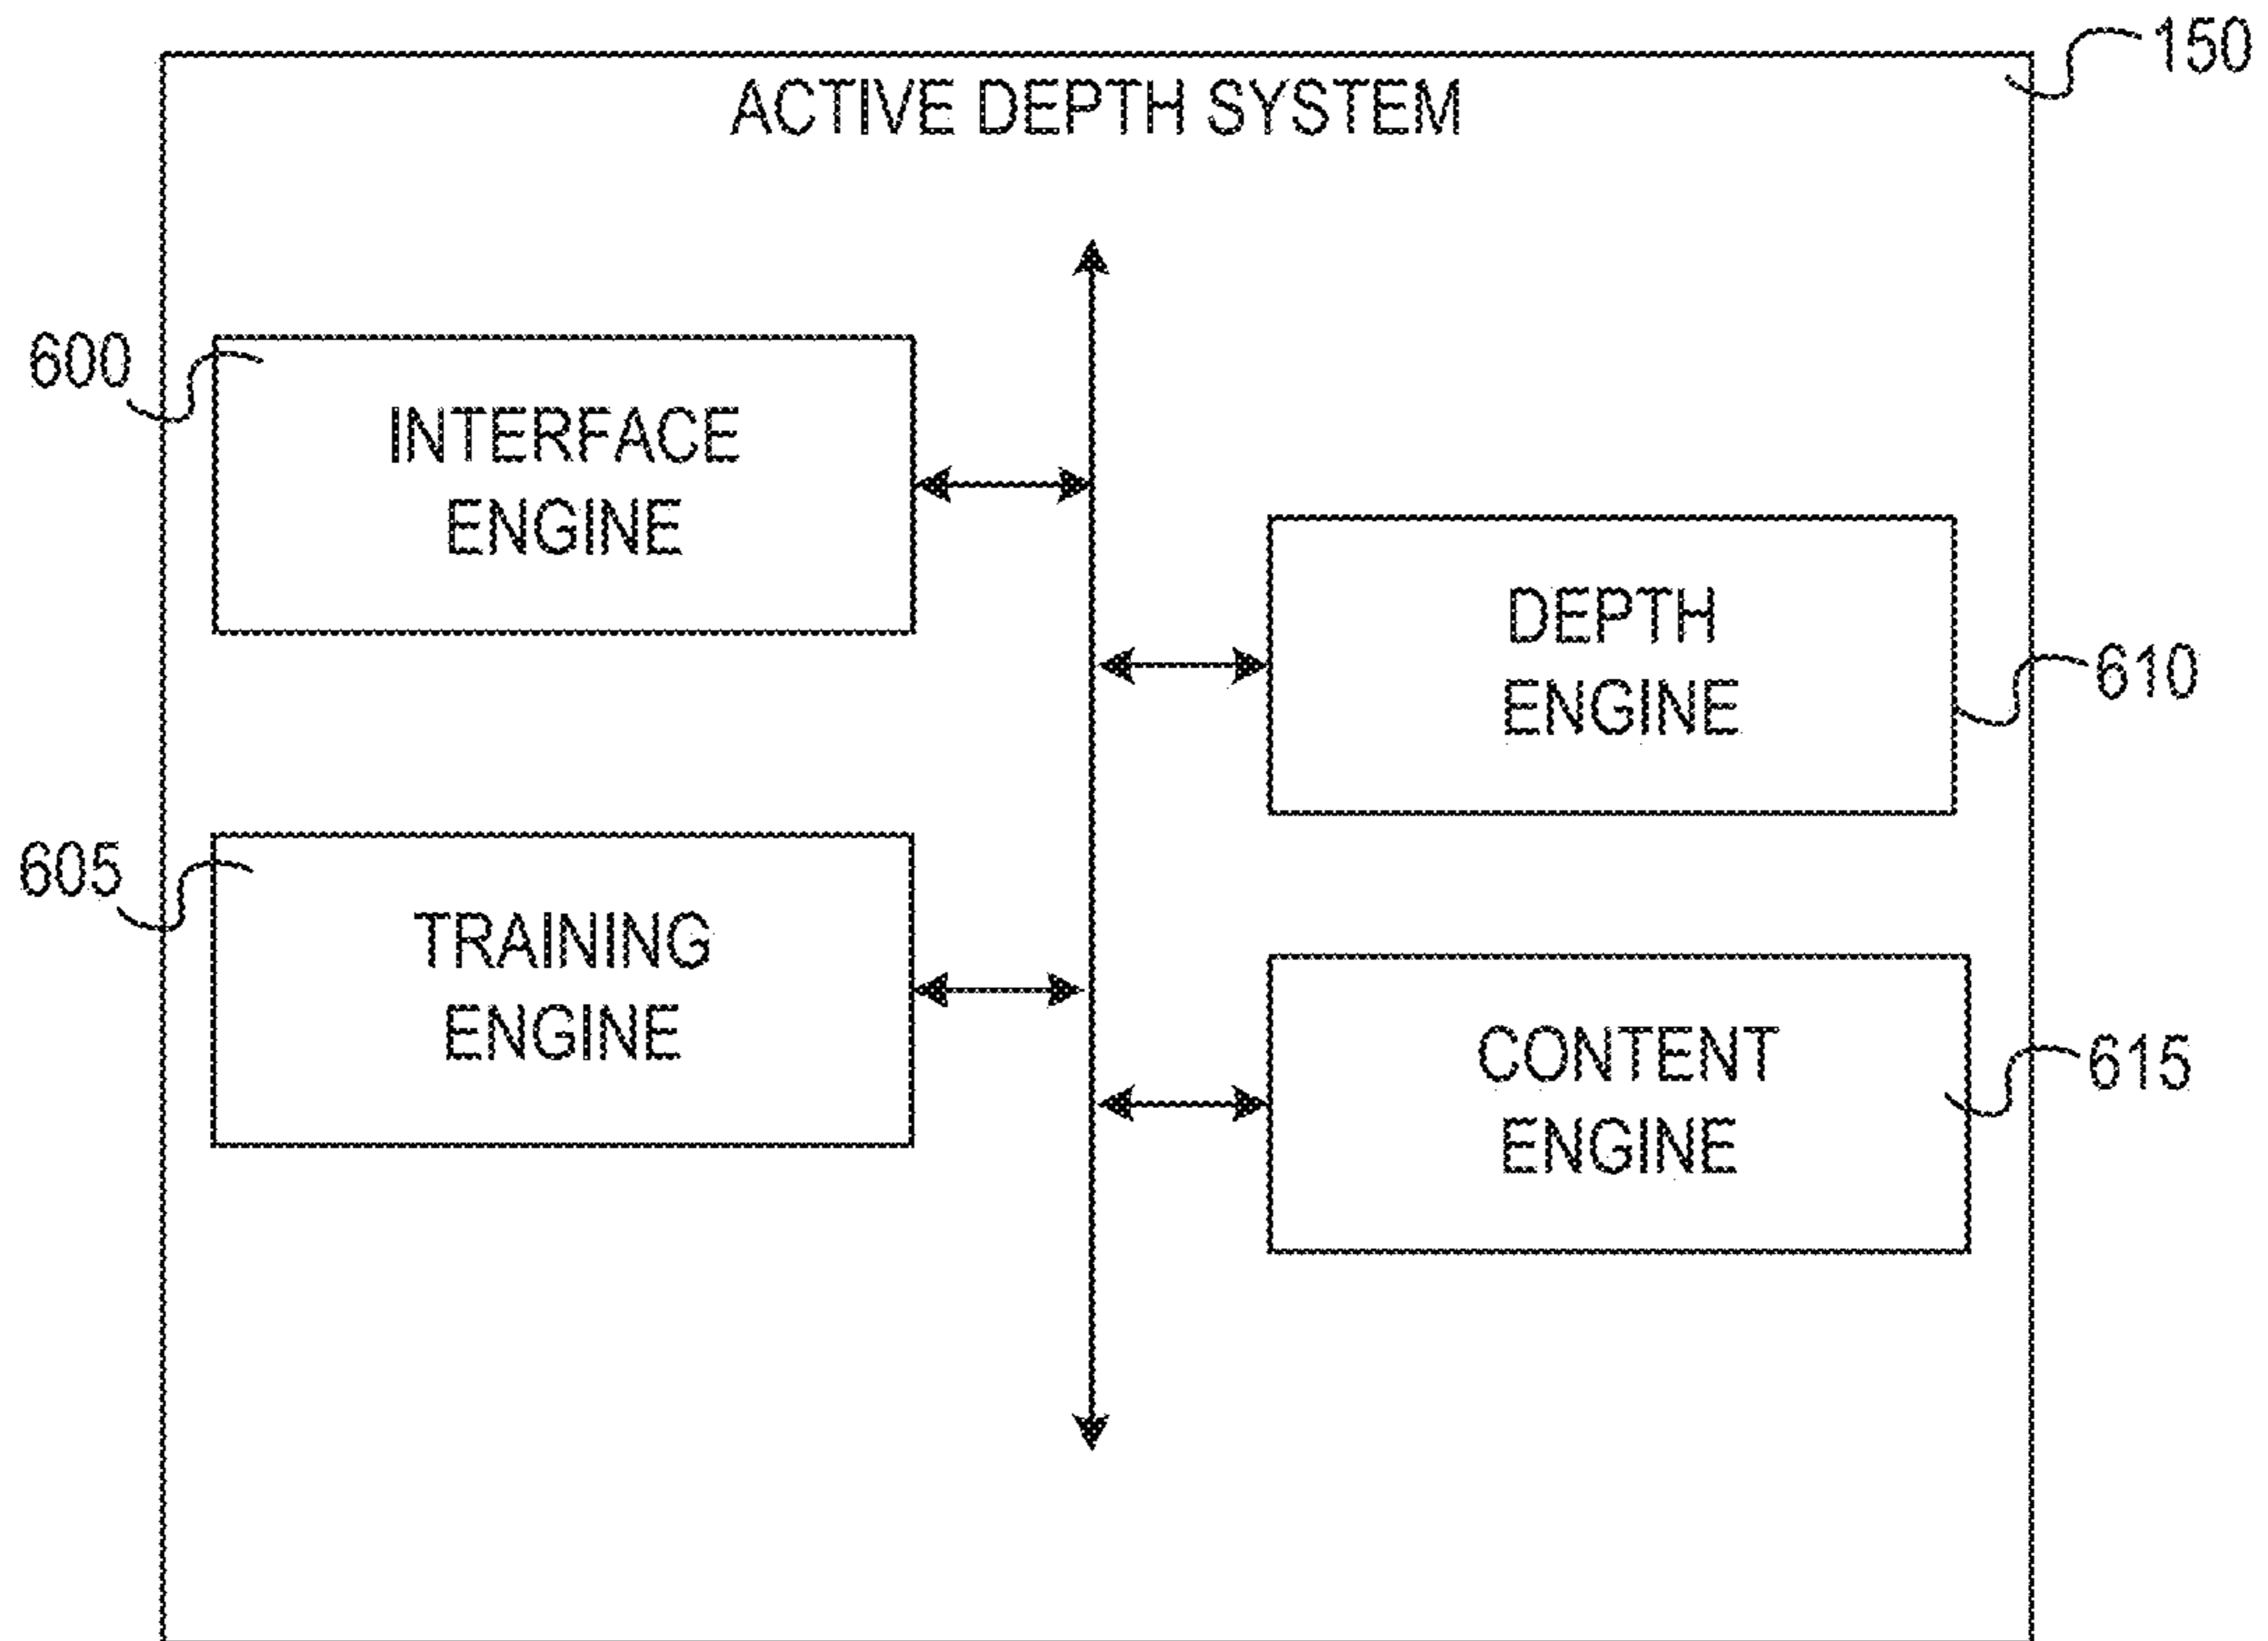 150
ACTIVE DEPTH SYSTEM
600
INTERFACE
ENGINE
DEPTH
ENGINE
610
605
TRAINING
ENGINE
CONTENT
ENGINE
615